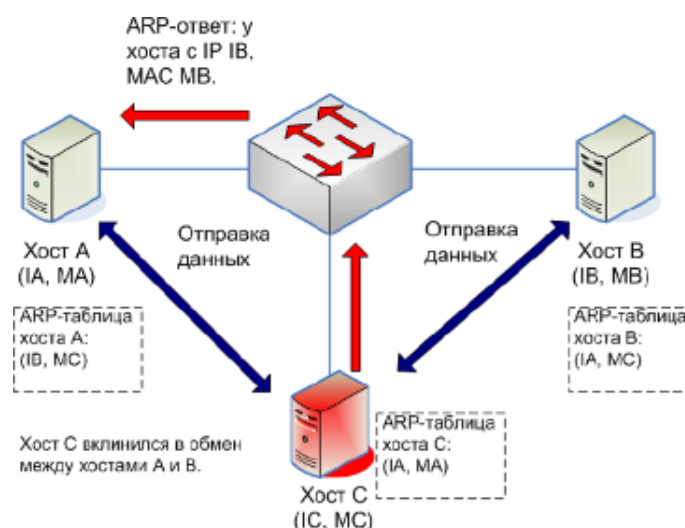 ARP-ответ: у
хоста с IP IB,
MAC MB.
Хост A
(IA, MA)
Отправка
данных
Отправка
данных
Хост B
(IB, MB)
ARP-таблица
хоста A:
(IB, MC)
ARP-таблица
хоста B:
(IA, MC)
Хост C вклинился в обмен
между хостами A и B.
ARP-таблица
хоста C:
(IA, MA)
Хост C
(IC, MC)